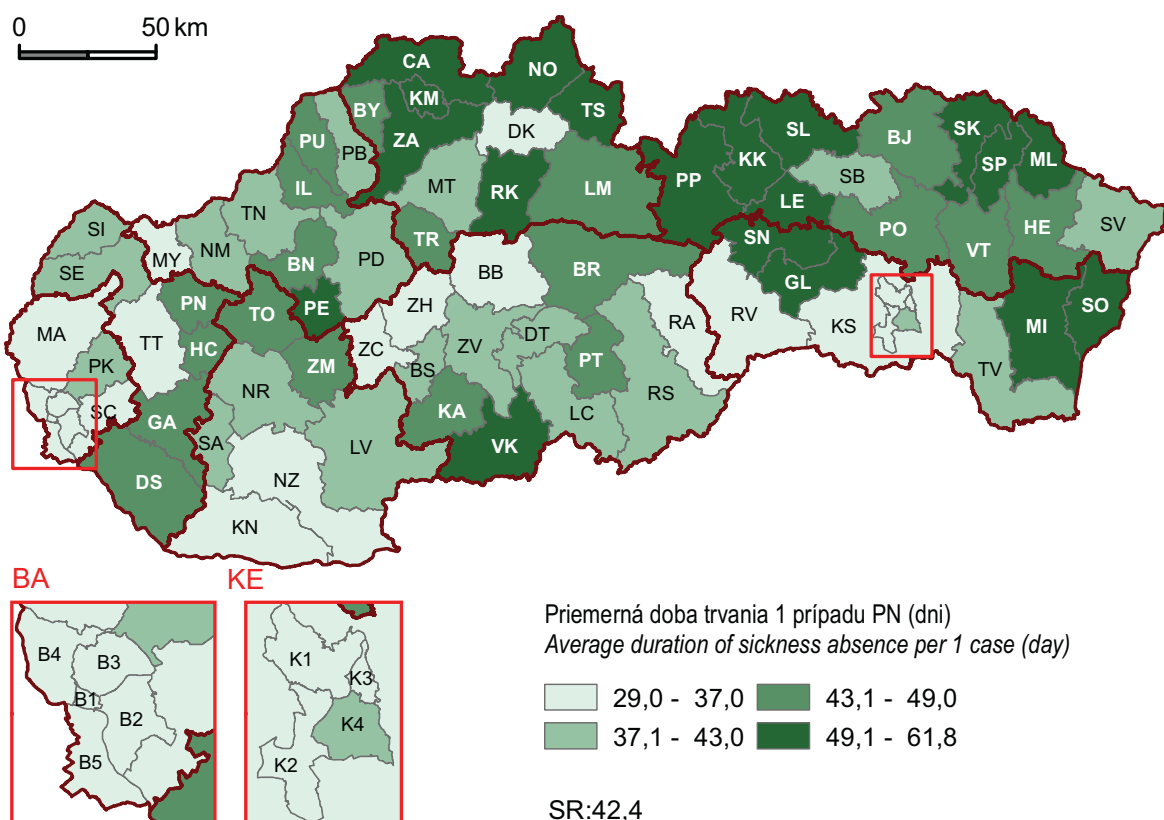 0 50 km
CA NO
KM
BY TS
DK
PU PB ZA SL BJ SK
KK SP ML
IL MT RK LM PP SB
TN LE
SI TR PO HE SV
NM VT
MY BN PD SN
SE BB BR
PN PE GL SO
ZH MI
MA TO RA RV KS
TT ZC
HC ZM ZV DT PT
PK BS TV
NR RS
SC KA LC
GA
SA LV VK
DS NZ
KN
BA KE
B4 B3 K1
K3
B1
B2 K4
B5 K2
Priemerná doba trvania 1 prípadu PN (dni)
Average duration of sickness absence per 1 case (day)
29,0 - 37,0 43,1 - 49,0
37,1 - 43,0 49,1 - 61,8
SR:42,4